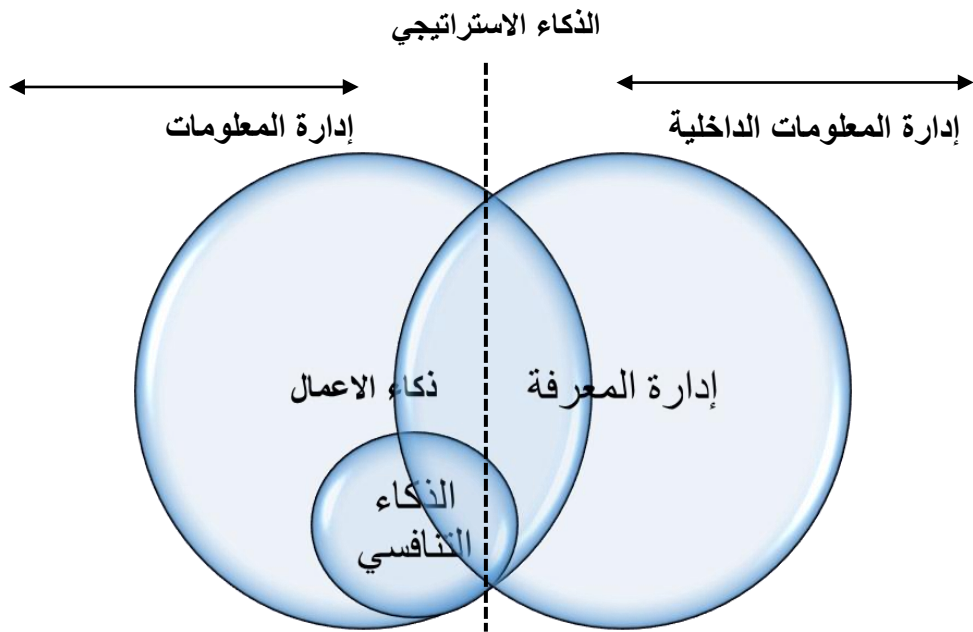 الذكاء الاستراتيجي
إدارة المعلومات الداخلية
إدارة المعلومات
إدارة المعرفة
ذكاء الاعمال
الذكاء
التنافسي